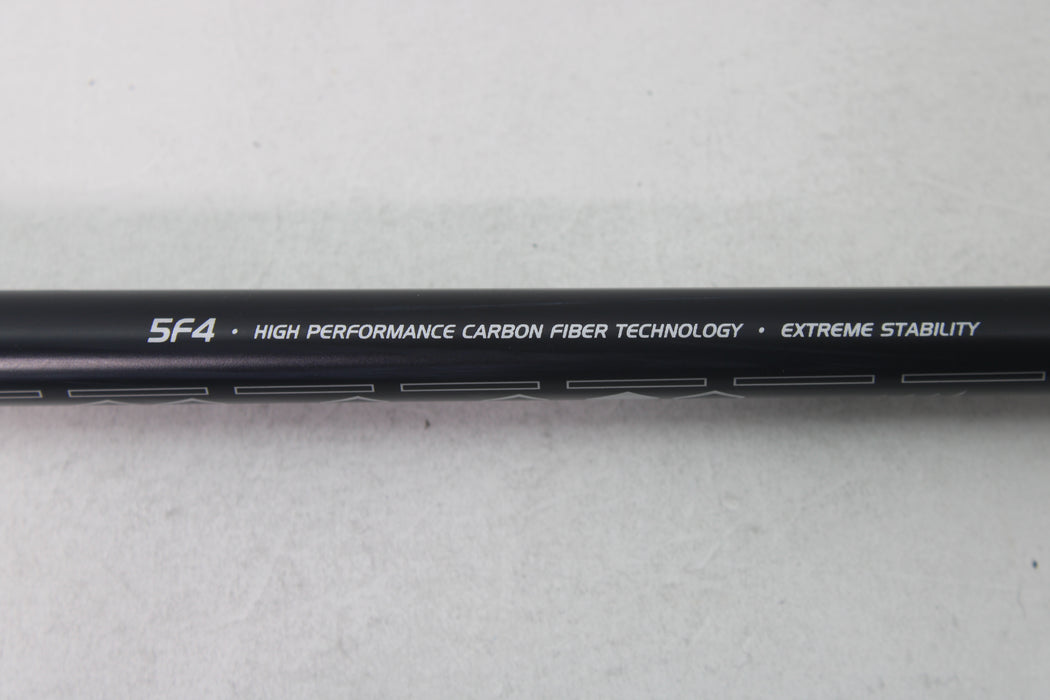 5F4 • HIGH PERFORMANCE CARBON FIBER TECHNOLOGY • EXTREME STABILITY